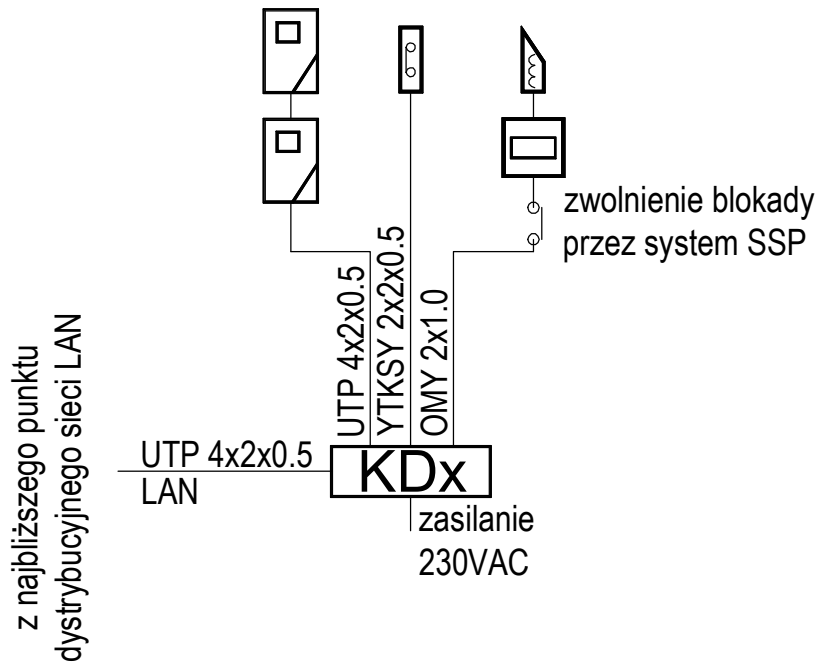 zwolnienie blokady
przez system SSP
UTP 4x2x0.5
YTKSY 2x2x0.5
OMY 2x1.0
z najbliższego punktu
dystrybucyjnego sieci LAN
UTP 4x2x0.5
LAN
KDx
zasilanie
230VAC